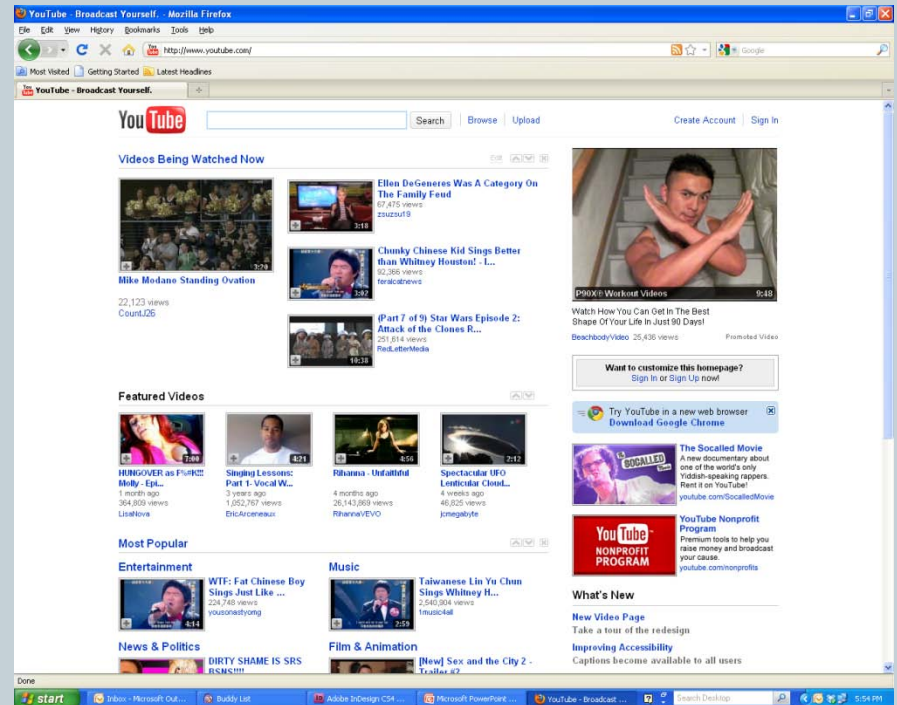 YouTube - Broadcast Yourself. - Mozilla Firefox
File Edit View History Bookmarks Tools Help
http://www.youtube.com/
Google
Most Visited Getting Started Latest Headlines
YouTube - Broadcast Yourself.
YouTube
Search Browse Upload
Create Account Sign In
Videos Being Watched Now
Edit
3:20
Mike Modano Standing Ovation
22,123 views
CountJ26
3:18
Ellen DeGeneres Was A Category On
The Family Feud
67,475 views
zsuzsu19
3:02
Chunky Chinese Kid Sings Better
than Whitney Houston! - I...
92,366 views
feralcatnews
10:38
(Part 7 of 9) Star Wars Episode 2:
Attack of the Clones R...
251,614 views
RedLetterMedia
P90X® Workout Videos 9:48
Watch How You Can Get In The Best
Shape Of Your Life In Just 90 Days!
BeachbodyVideo 25,436 views Promoted Video
Want to customize this homepage?
Sign In or Sign Up now!
Try YouTube in a new web browser
Download Google Chrome
SOCALLED
The Socalled Movie
A new documentary about
one of the world's only
Yiddish-speaking rappers.
Rent it on YouTube!
youtube.com/SocalledMovie
YouTube
NONPROFIT
PROGRAM
YouTube Nonprofit
Program
Premium tools to help you
raise money and broadcast
your cause.
youtube.com/nonprofits
What's New
New Video Page
Take a tour of the redesign
Improving Accessibility
Captions become available to all users
Featured Videos
7:00
HUNGOVER as F%#K!!!
Molly - Epi...
1 month ago
364,809 views
LisaNova
4:21
Singing Lessons:
Part 1- Vocal W...
3 years ago
1,052,767 views
EricArceneaux
4:56
Rihanna - Unfaithful
4 months ago
26,143,869 views
RihannaVEVO
2:12
Spectacular UFO
Lenticular Cloud...
4 weeks ago
46,825 views
jcmegabyte
Most Popular
Entertainment
4:14
WTF: Fat Chinese Boy
Sings Just Like ...
224,748 views
yousonastyomg
Music
2:59
Taiwanese Lin Yu Chun
Sings Whitney H...
2,540,904 views
1music4all
News & Politics
DIRTY SHAME IS SRS
BSNS!!!!
Film & Animation
[New] Sex and the City 2 -
Trailer #2
Done
start
Inbox - Microsoft Out...
Buddy List
Adobe InDesign CS4 ...
Microsoft PowerPoint ...
YouTube - Broadcast ...
Search Desktop
5:54 PM